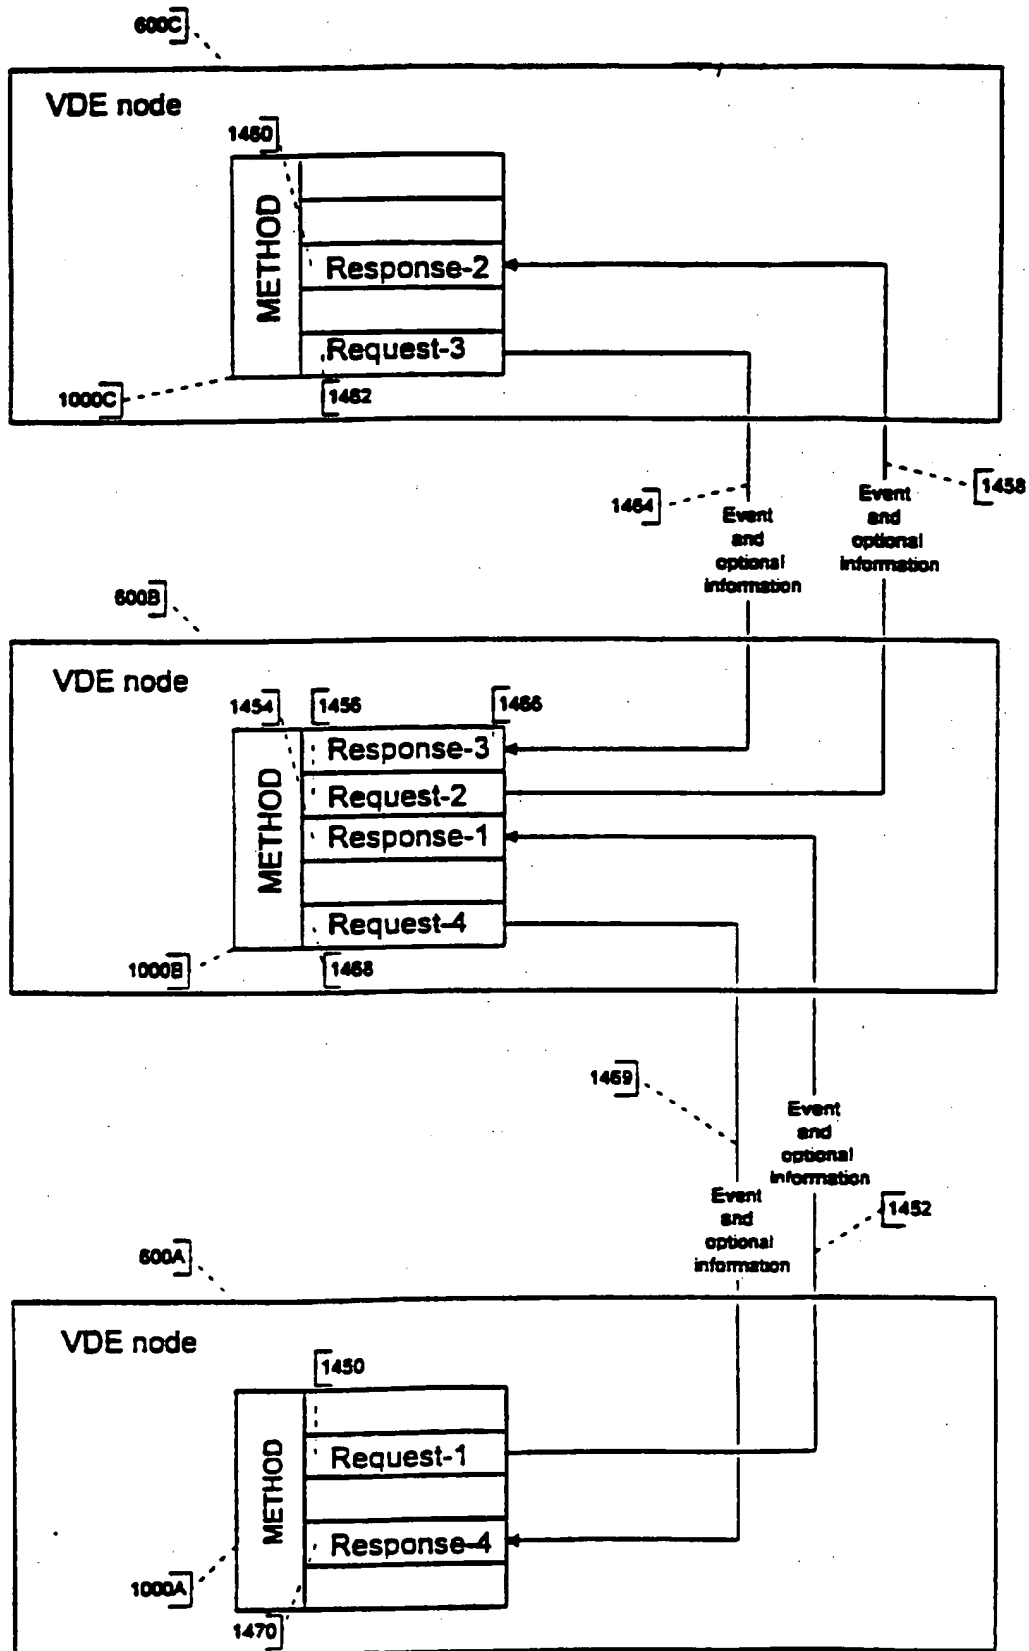 600C
VDE node
1460
METHOD
Response-2
Request-3
1000C
1462
1464
Event
and
optional
information
Event
and
optional
information
1458
600B
VDE node
1454
1456
1466
METHOD
Response-3
Request-2
Response-1
Request-4
1000B
1468
1469
Event
and
optional
information
Event
and
optional
information
1452
600A
VDE node
1450
METHOD
Request-1
Response-4
1000A
1470